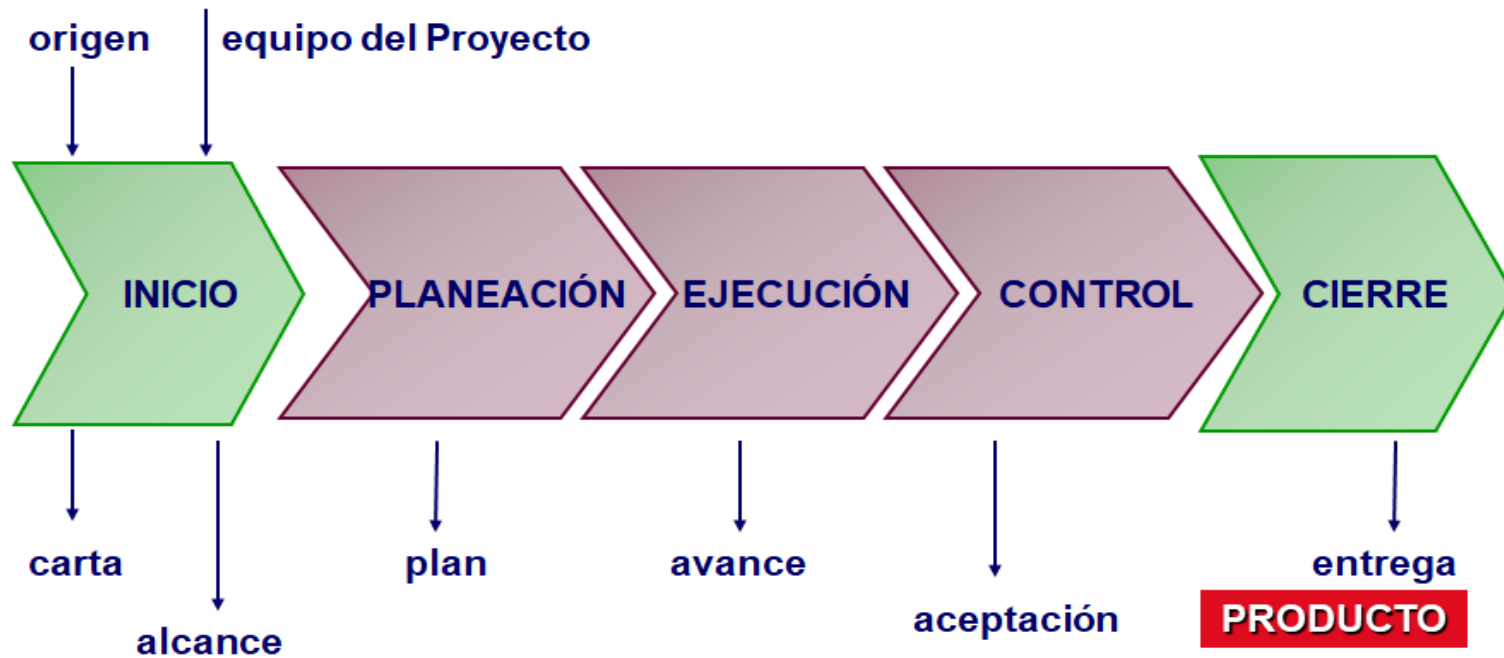 origen
equipo del Proyecto
INICIO
PLANEACIÓN
EJECUCIÓN
CONTROL
CIERRE
carta
plan
avance
entrega
alcance
aceptación
PRODUCTO